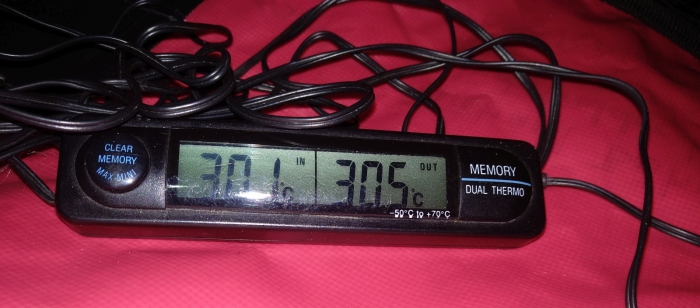 CLEAR
MEMORY
MAX·MINI
30.1°C IN
30.5°C OUT
-50°C to +70°C
MEMORY
DUAL THERMO